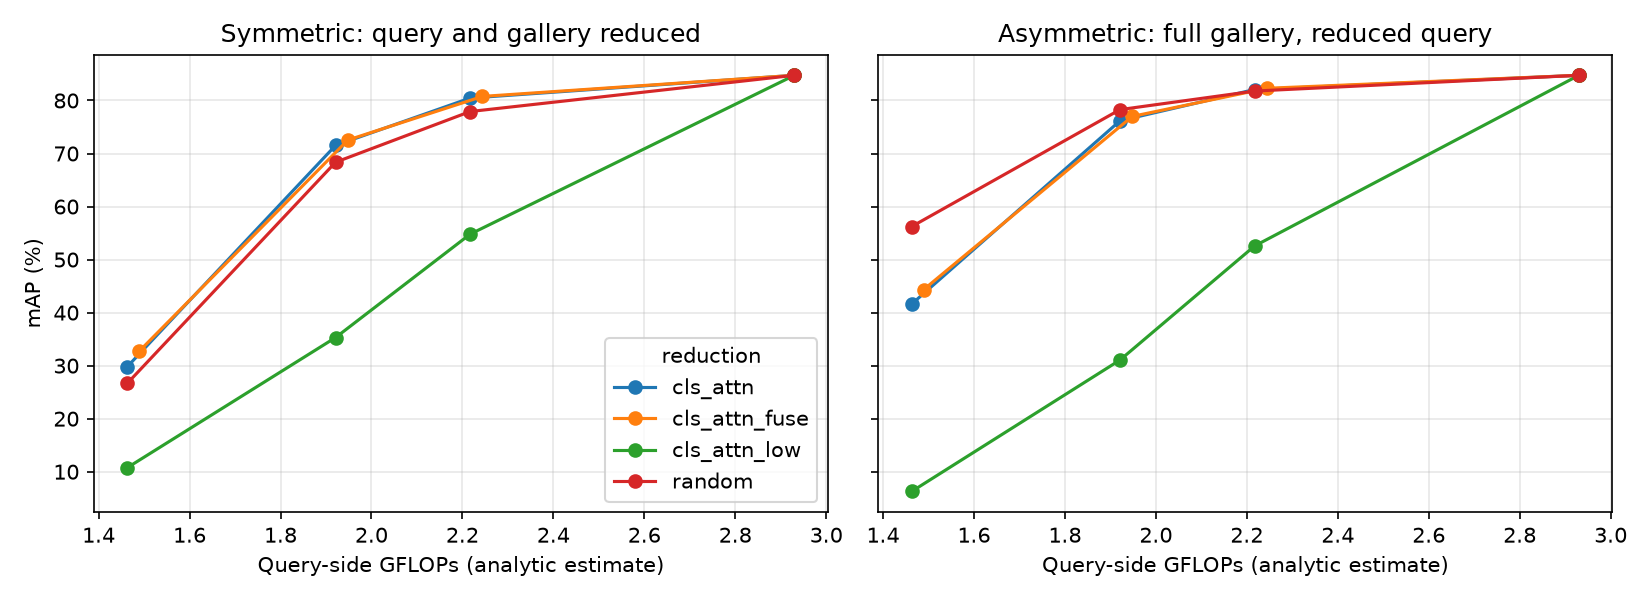 Symmetric: query and gallery reduced
mAP (%)
80
70
60
50
40
30
20
10
reduction
cls_attn
cls_attn_fuse
cls_attn_low
random
1.4 1.6 1.8 2.0 2.2 2.4 2.6 2.8 3.0
Query-side GFLOPs (analytic estimate)
Asymmetric: full gallery, reduced query
1.4 1.6 1.8 2.0 2.2 2.4 2.6 2.8 3.0
Query-side GFLOPs (analytic estimate)